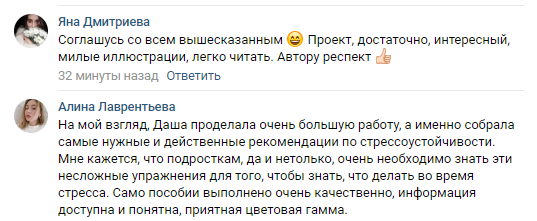 Яна Дмитриева
Соглашусь со всем вышесказанным 😄 Проект, достаточно, интересный,
милые иллюстрации, легко читать. Автору респект 👍🏻
32 минуты назад Ответить
Алина Лаврентьева
На мой взгляд, Даша проделала очень большую работу, а именно собрала
самые нужные и действенные рекомендации по стрессоустойчивости.
Мне кажется, что подросткам, да и нетолько, очень необходимо знать эти
несложные упражнения для того, чтобы знать, что делать во время
стресса. Само пособии выполнено очень качественно, информация
доступна и понятна, приятная цветовая гамма.